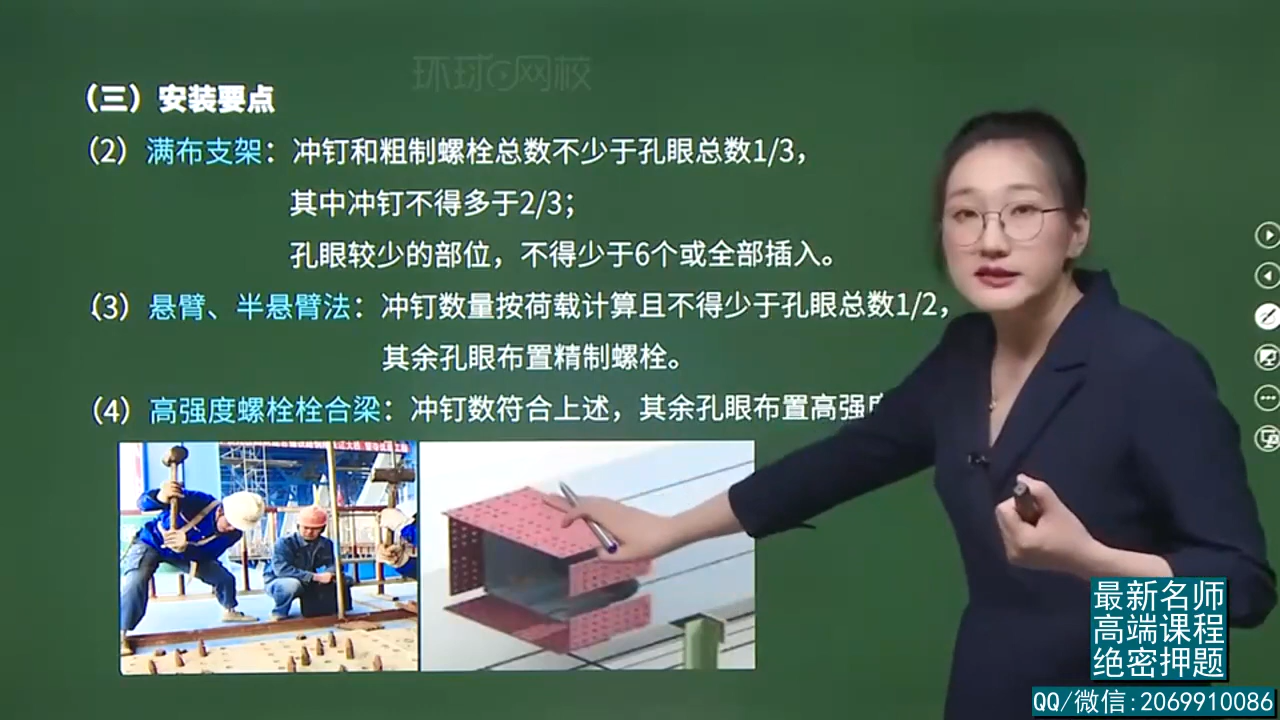 环球网校
（三）安装要点
（2）满布支架：冲钉和粗制螺栓总数不少于孔眼总数1/3，
其中冲钉不得多于2/3；
孔眼较少的部位，不得少于6个或全部插入。
（3）悬臂、半悬臂法：冲钉数量按荷载计算且不得少于孔眼总数1/2，
其余孔眼布置精制螺栓。
（4）高强度螺栓栓合梁：冲钉数符合上述，其余孔眼布置高强度
最新名师
高端课程
绝密押题
QQ/微信:2069910086